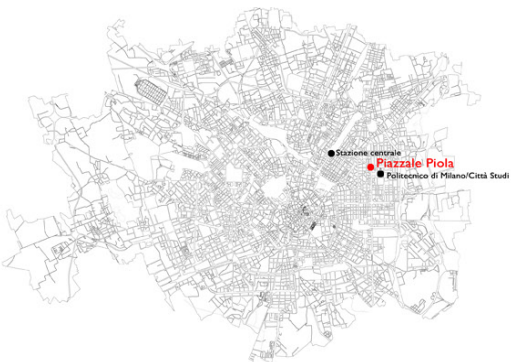 Stazione centrale
Piazzale Piola
Politecnico di Milano/Città Studi